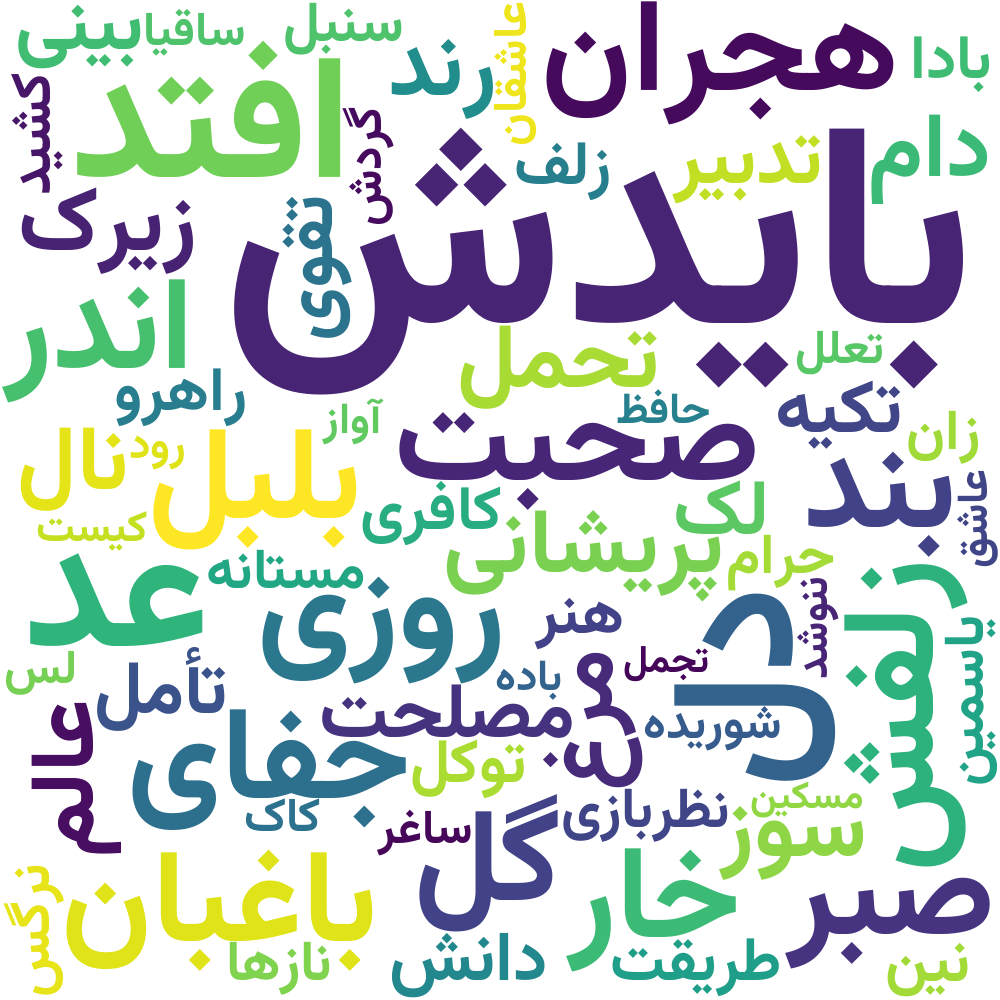 هجران
عاشقان
سنبل
ساقیا
بینی
بادا
رند
افتد
کشید
گردش
دام
تدبیر
زلف
بایدش
زیرک
تقوی
اندر
تحمل
تعلل
راهرو
تکیه
حافظ
آواز
صحبت
زان
رود
بلبل
نال
بند
عاشق
لک
کافری
پریشانی
کیست
حرام
مستانه
عد
روزی
هنر
دل
ننوشد
زلفش
یاسمین
لس
تأمل
تجمل
باده
مرغ
مصلحت
شوریده
عالم
جفای
توکل
مسکین
نظربازی
کاک
ساغر
سوز
گل
خار
صبر
باغبان
نرگس
نازها
دانش
طریقت
نین